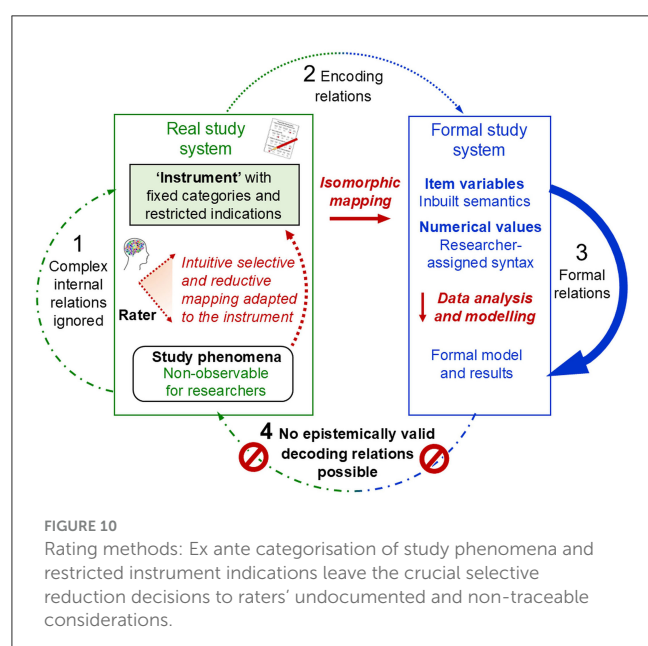 2 Encoding
relations
Real study
system
'Instrument' with
fixed categories and
restricted indications
1
Complex
internal
relations
ignored
Rater
Intuitive selective
and reductive
mapping adapted
to the instrument
Study phenomena
Non-observable
for researchers
Isomorphic
mapping
Formal study
system
Item variables
Inbuilt semantics
Numerical values
Researcher-
assigned syntax
Data analysis
and modelling
Formal model
and results
3
Formal
relations
4 No epistemically valid
decoding relations
possible
FIGURE 10
Rating methods: Ex ante categorisation of study phenomena and
restricted instrument indications leave the crucial selective
reduction decisions to raters' undocumented and non-traceable
considerations.